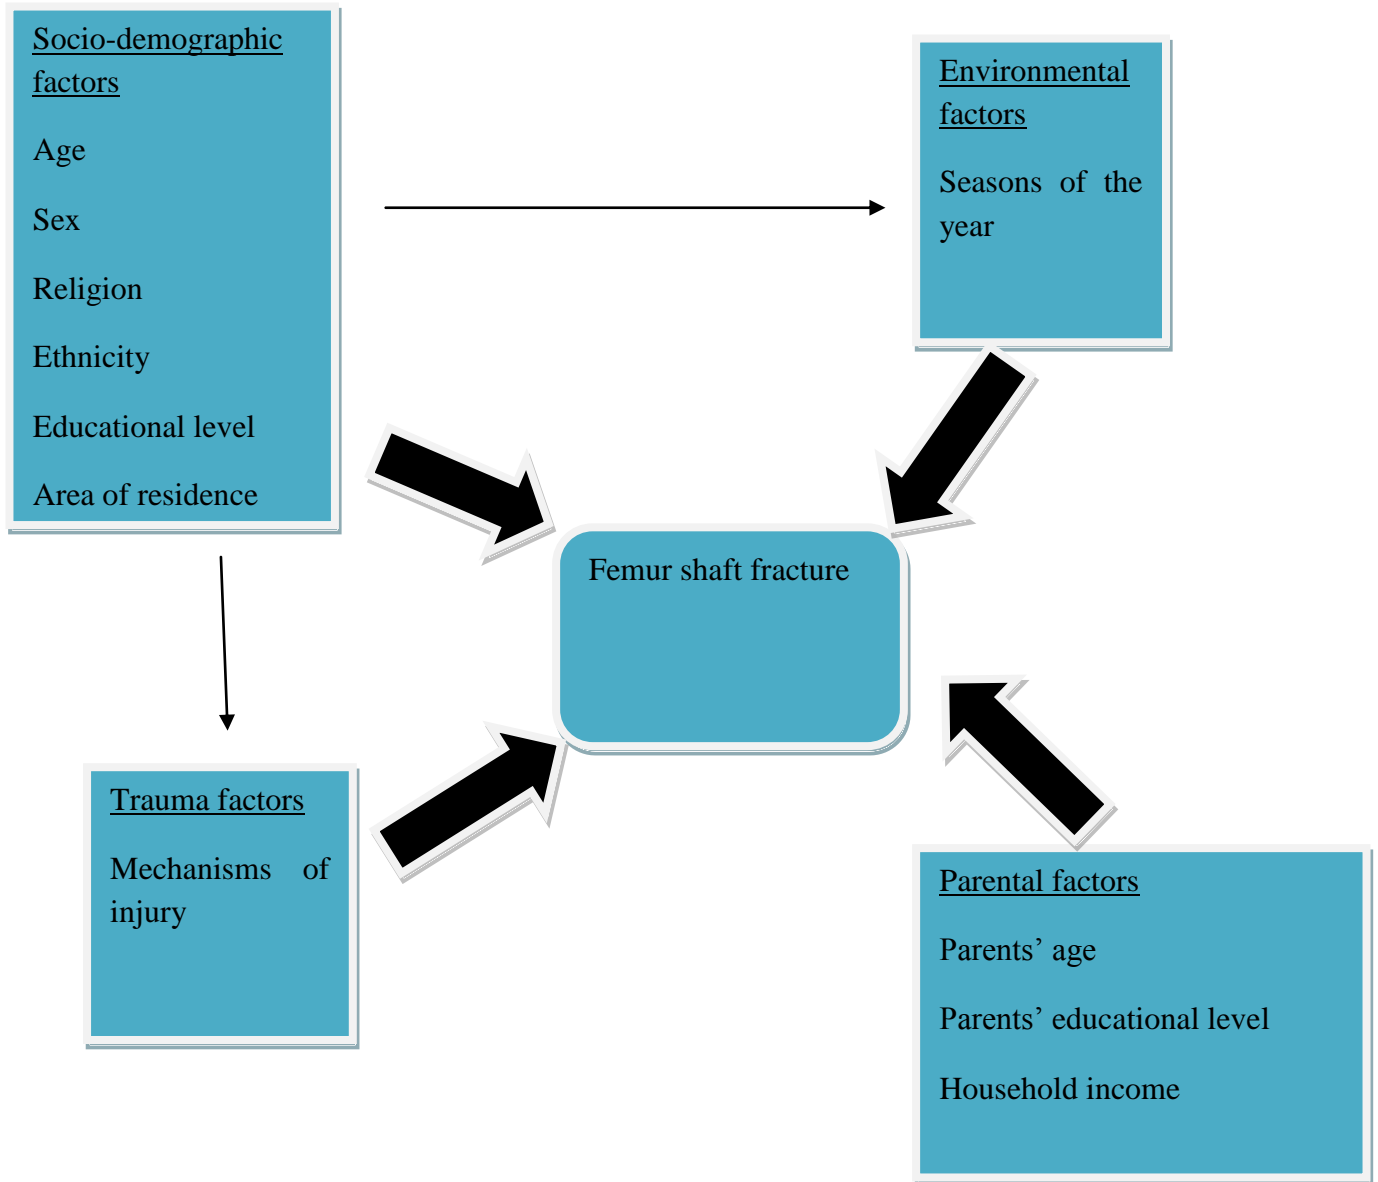 Socio-demographic
factors
Age
Sex
Religion
Ethnicity
Educational level
Area of residence
Environmental
factors
Seasons of the
year
Femur shaft fracture
Trauma factors
Mechanisms of
injury
Parental factors
Parents’ age
Parents’ educational level
Household income